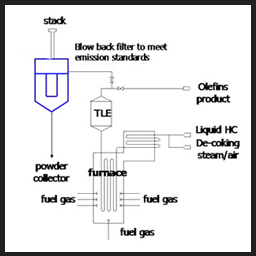 stack
Blow back filter to meet
emission standards
Olefins
product
TLE
Liquid HC
De-coking
steam/air
powder
collector
furnace
fuel gas
fuel gas
fuel gas